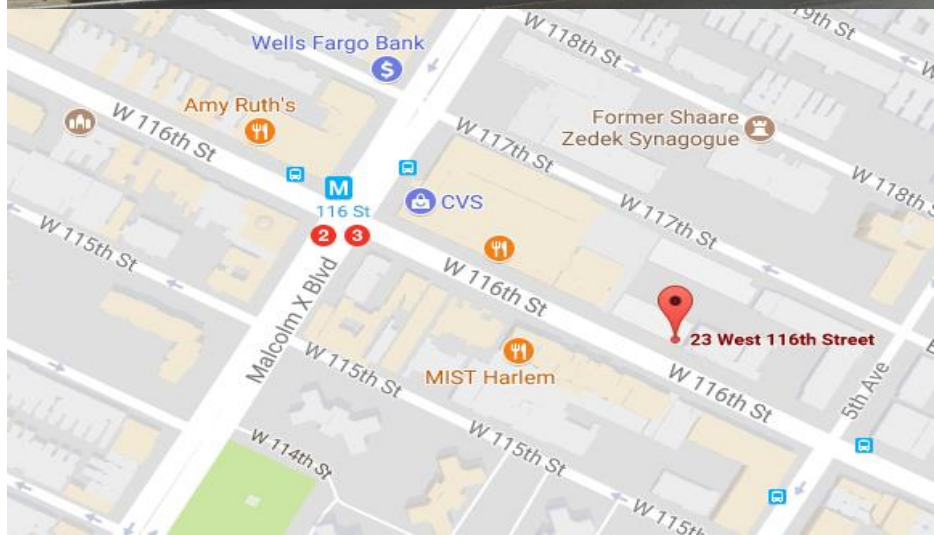 19th St
W 118th St
Wells Fargo Bank
$
Amy Ruth's
Former Shaare
Zedek Synagogue
W 116th St
W 117th St
W 118th S
M
116 St
2 3
CVS
W 117th St
W 115th St
W 116th St
Malcolm X Blvd
23 West 116th Street
MIST Harlem
W 115th St
W 116th St
5th Ave
W 114th St
W 115th St
W 115th